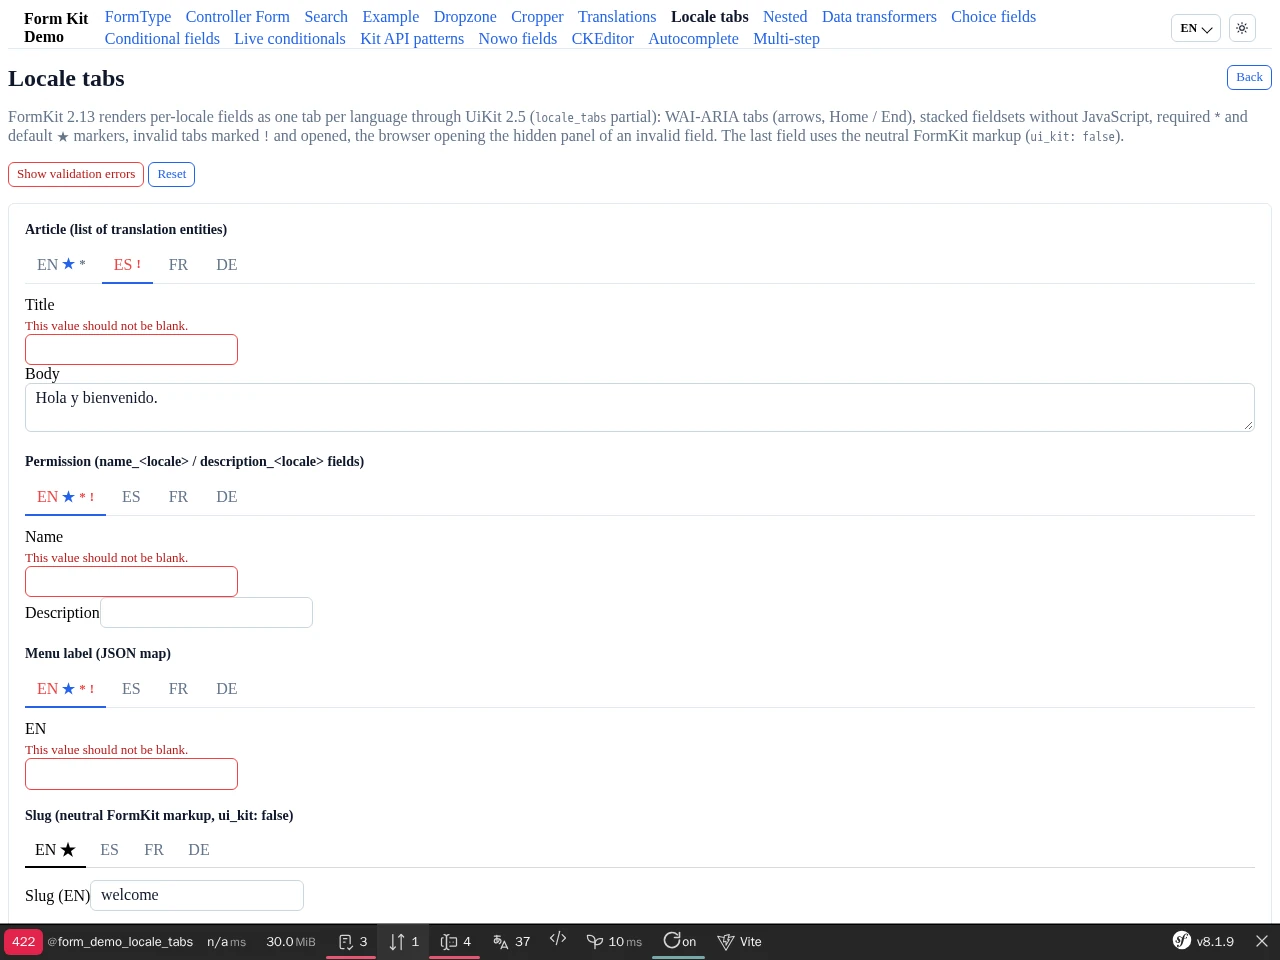 Form Kit Demo
FormType Controller Form Search Example Dropzone Cropper Translations Locale tabs Nested Data transformers Choice fields
Conditional fields Live conditionals Kit API patterns Nowo fields CKEditor Autocomplete Multi-step
EN
Locale tabs
Back
FormKit 2.13 renders per-locale fields as one tab per language through UiKit 2.5 (locale_tabs partial): WAI-ARIA tabs (arrows, Home / End), stacked fieldsets without JavaScript, required * and
default ★ markers, invalid tabs marked ! and opened, the browser opening the hidden panel of an invalid field. The last field uses the neutral FormKit markup (ui_kit: false).
Show validation errors Reset
Article (list of translation entities)
EN ★ * ES ! FR DE
Title
This value should not be blank.
Body
Hola y bienvenido.
Permission (name_<locale> / description_<locale> fields)
EN ★ * ! ES FR DE
Name
This value should not be blank.
Description
Menu label (JSON map)
EN ★ * ! ES FR DE
EN
This value should not be blank.
Slug (neutral FormKit markup, ui_kit: false)
EN ★ ES FR DE
Slug (EN) welcome
422 @form_demo_locale_tabs n/a ms 30.0 MiB 3 1 4 37 10 ms on Vite v8.1.9